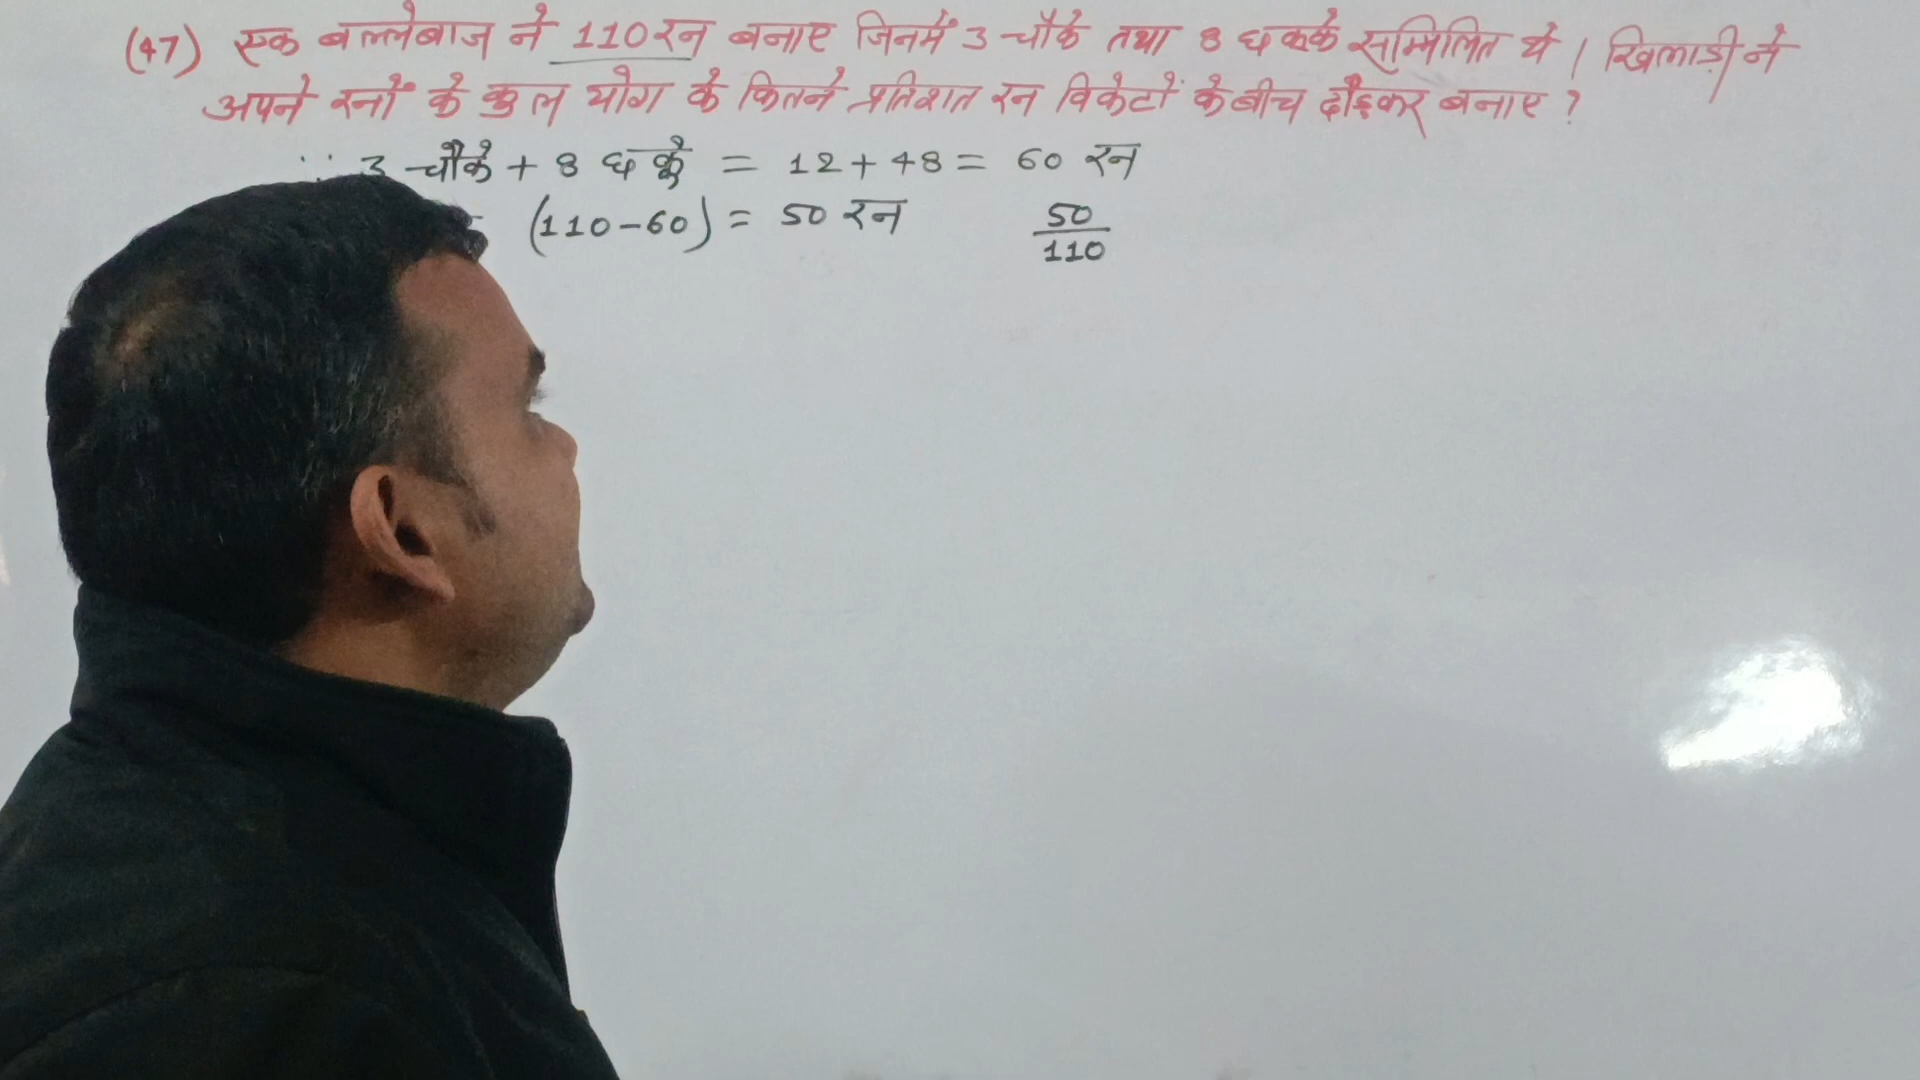 (47) एक बल्लेबाज ने 110 रन बनाए जिनमें 3 चौके तथा 8 छक्के सम्मिलित थे । खिलाड़ी ने
अपने रनों के कुल योग के कितने प्रतिशत रन विकेटों के बीच दौड़कर बनाए ?
∵ 3 चौके + 8 छक्के = 12 + 48 = 60 रन
(110-60) = 50 रन 50/110